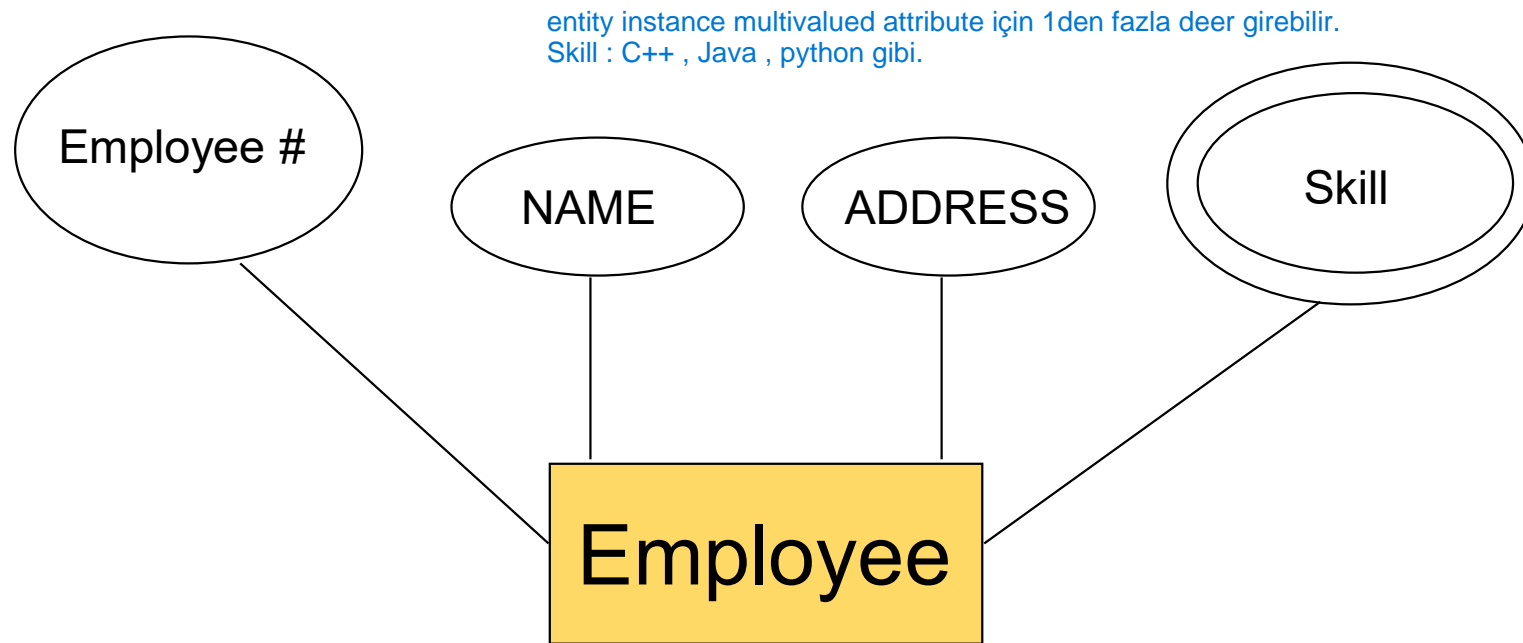 entity instance multivalued attribute için 1den fazla deer girebilir.
Skill : C++ , Java , python gibi.
Employee #
NAME
ADDRESS
Skill
Employee